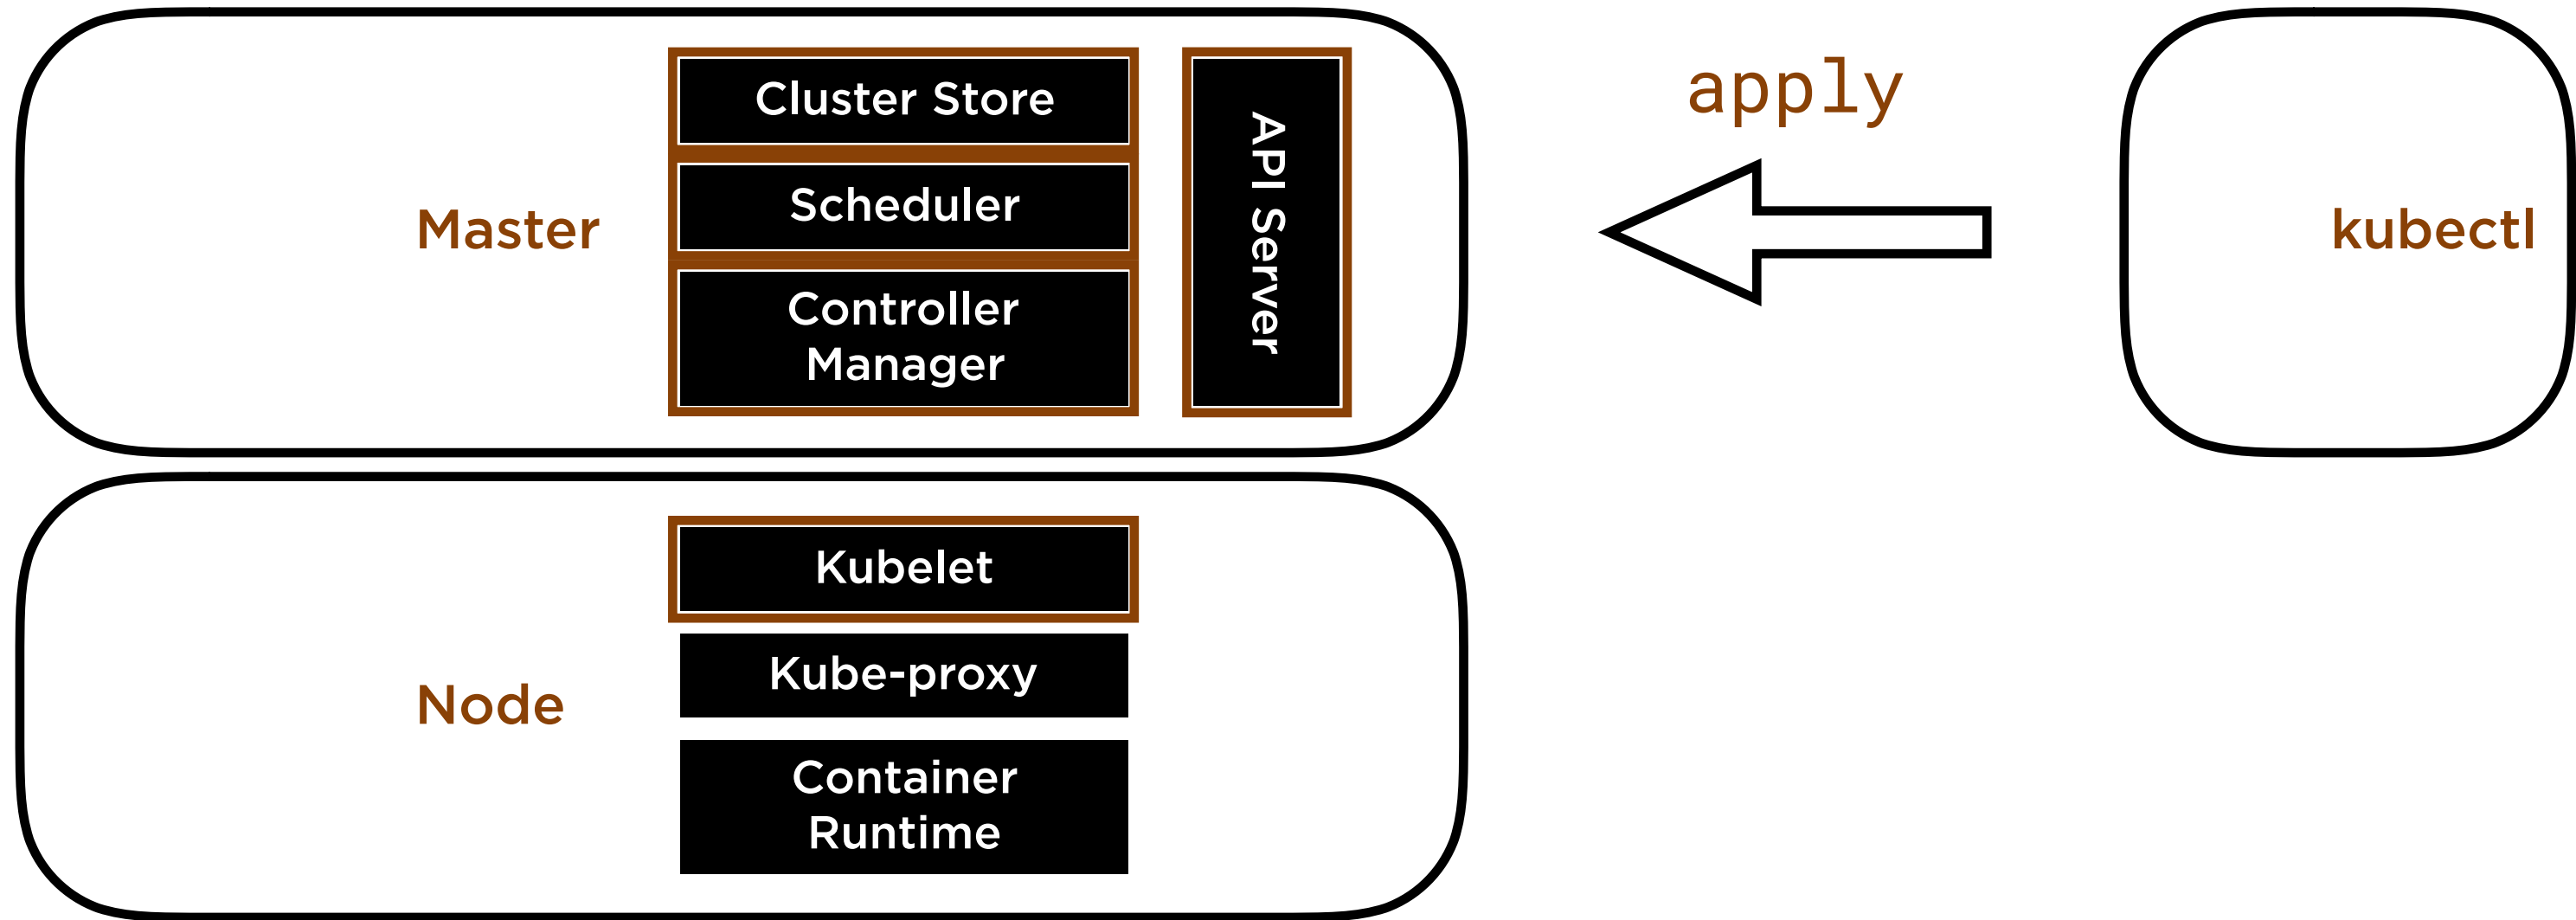 Master
Cluster Store
Scheduler
Controller
Manager
API Server
apply
kubectl
Node
Kubelet
Kube-proxy
Container
Runtime